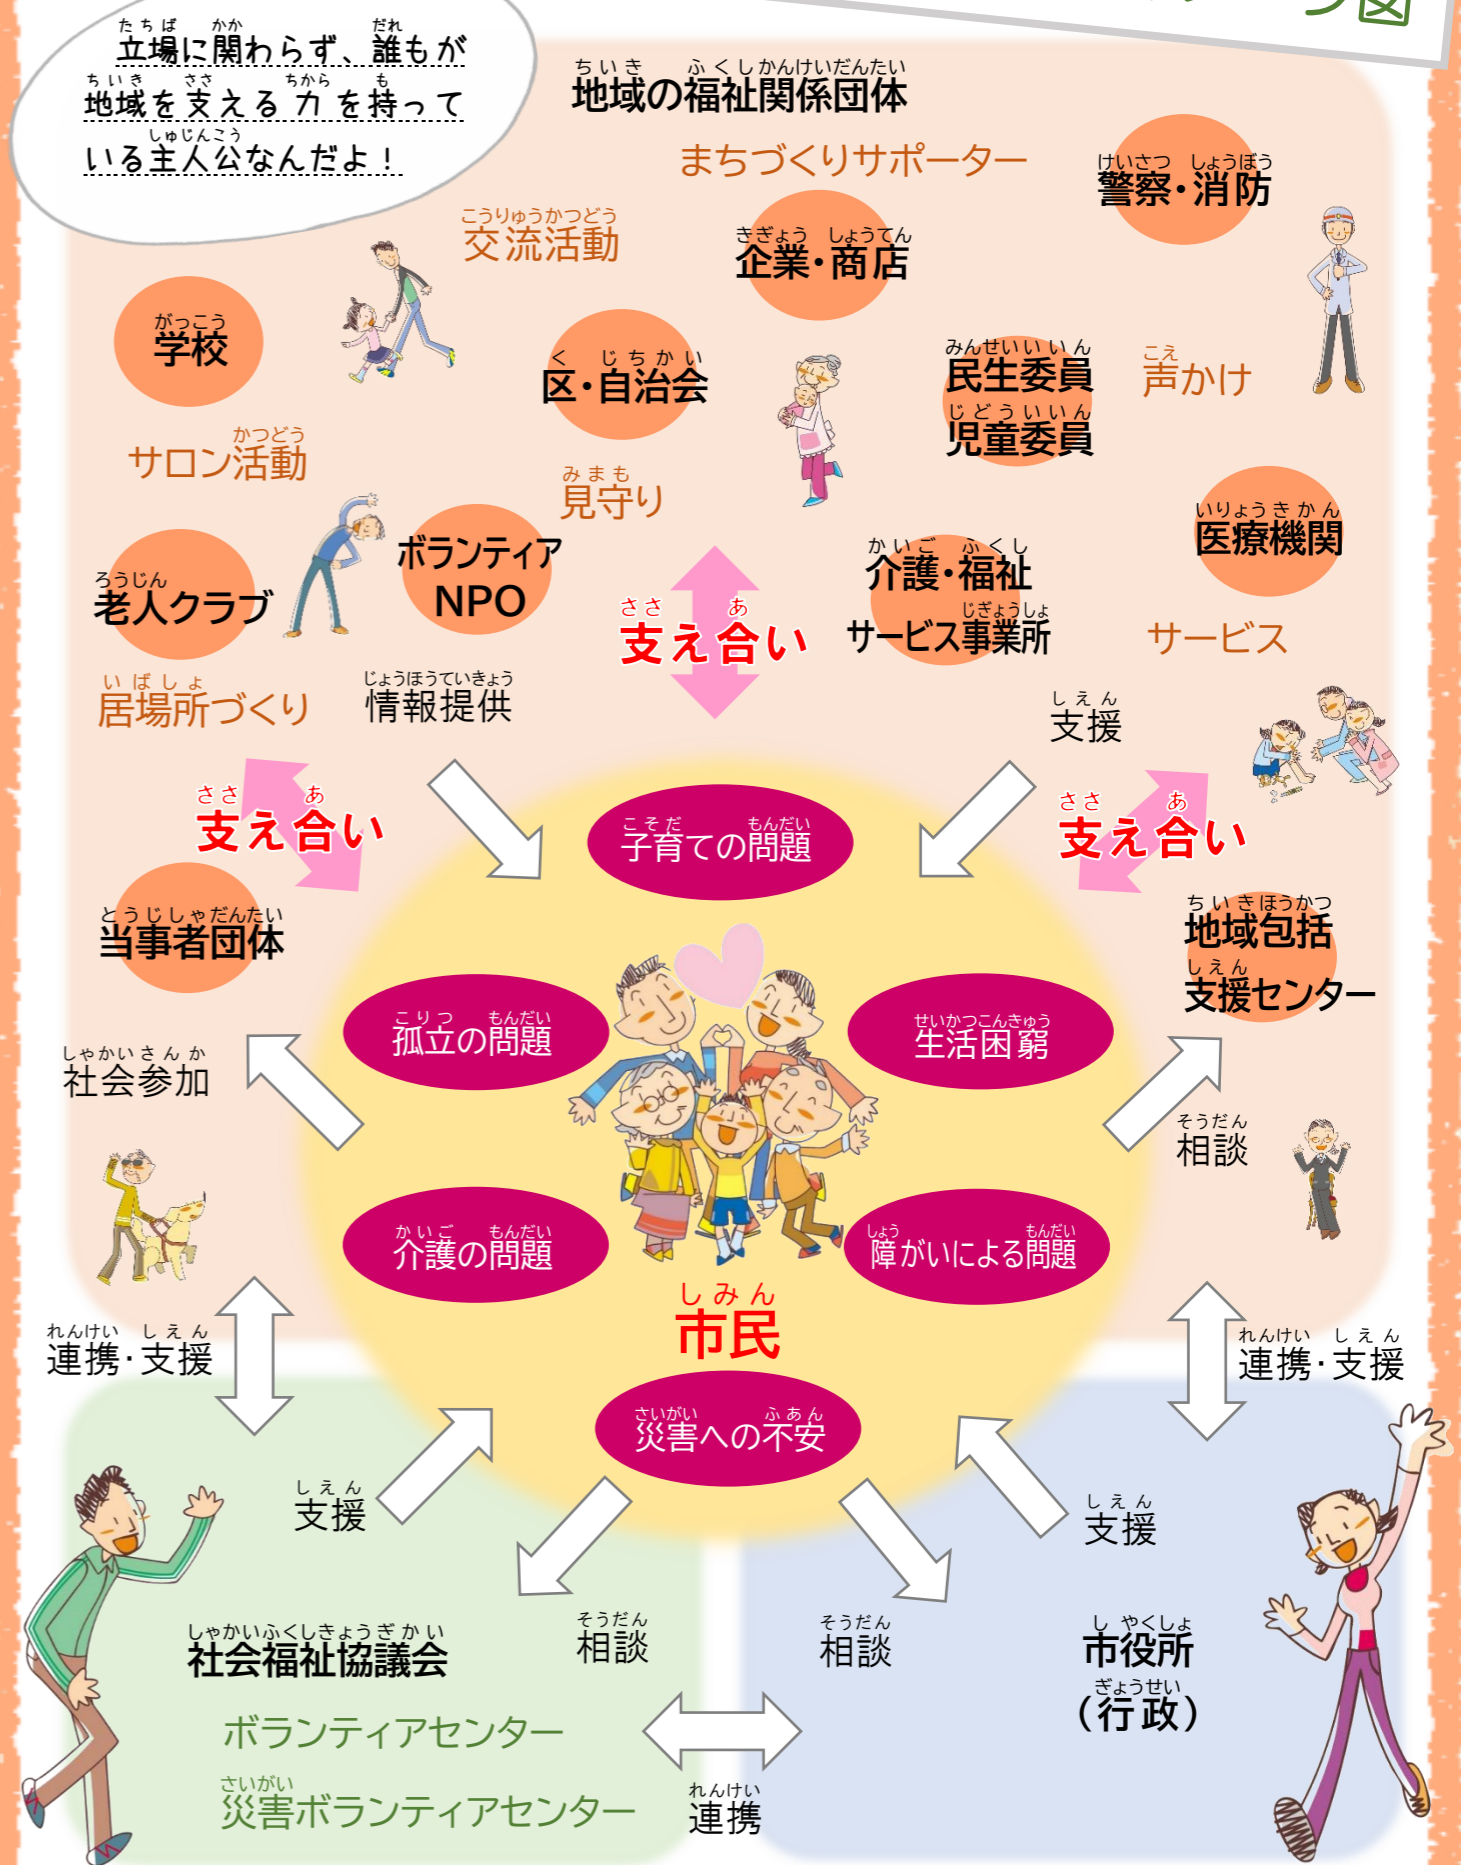 図
立場に関わらず、誰もが
地域を支える力を持って
いる主人公なんだよ！
地域の福祉関係団体
まちづくりサポーター
警察・消防
交流活動
企業・商店
学校
区・自治会
民生委員
児童委員
声かけ
サロン活動
見守り
医療機関
ボランティア
NPO
介護・福祉
サービス事業所
老人クラブ
支え合い
サービス
居場所づくり
情報提供
支援
支え合い
支え合い
子育ての問題
当事者団体
地域包括
支援センター
孤立の問題
生活困窮
社会参加
相談
介護の問題
障がいによる問題
市民
連携・支援
連携・支援
災害への不安
支援
支援
社会福祉協議会
相談
相談
市役所
（行政）
ボランティアセンター
災害ボランティアセンター
連携